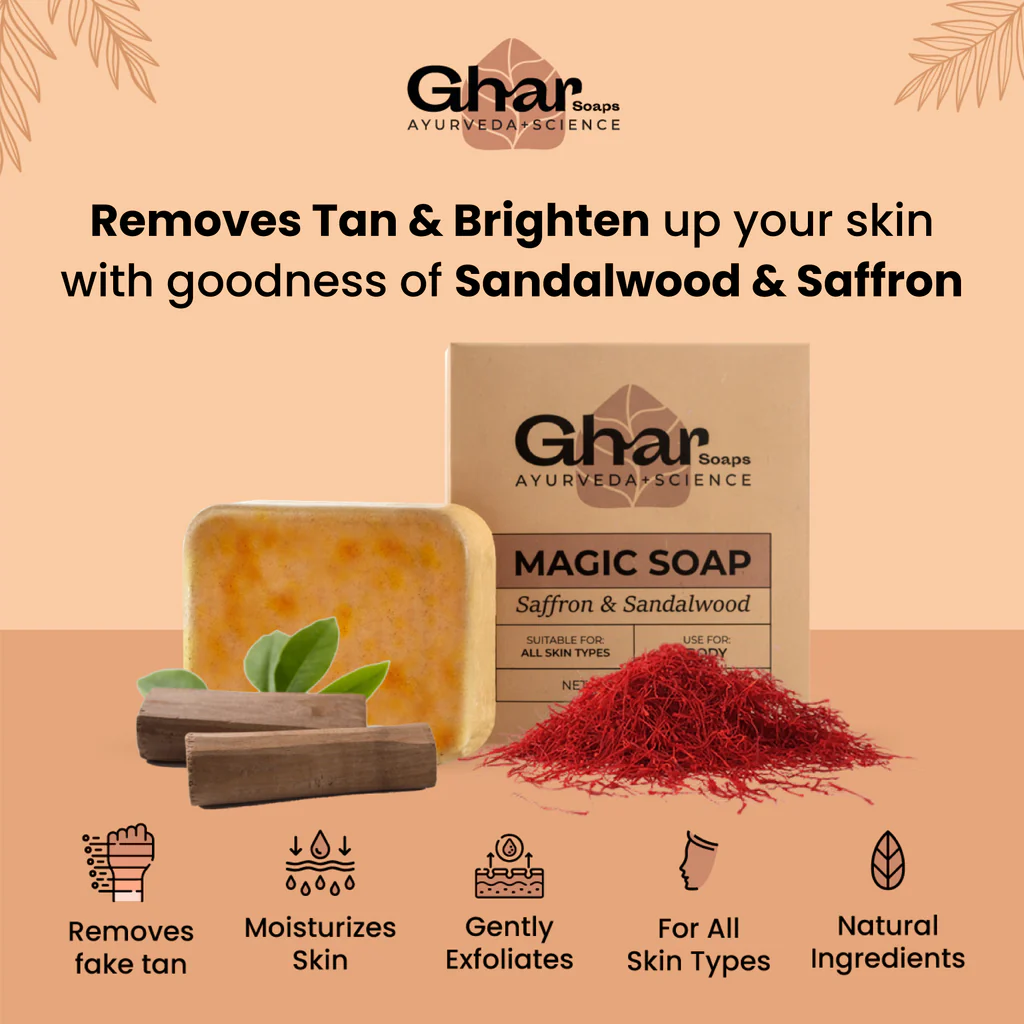 Ghar
Soaps
AYURVEDA+SCIENCE
Removes Tan & Brighten up your skin
with goodness of Sandalwood & Saffron
Ghar
Soaps
AYURVEDA+SCIENCE
MAGIC SOAP
Saffron & Sandalwood
SUITABLE FOR:
ALL SKIN TYPES
USE FOR:
BODY
NET
Removes
fake tan
Moisturizes
Skin
Gently
Exfoliates
For All
Skin Types
Natural
Ingredients